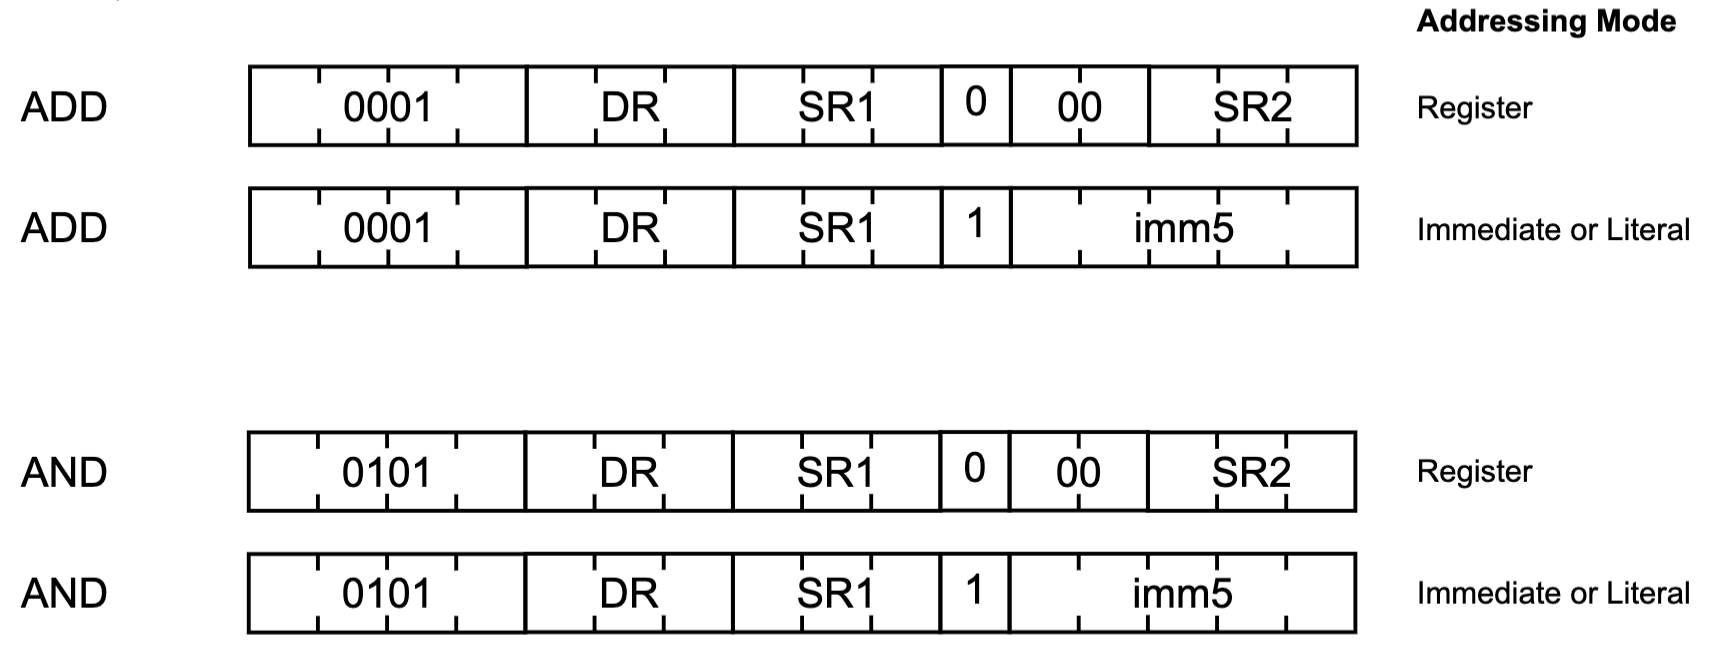 Addressing Mode
ADD 0001 DR SR1 0 00 SR2 Register
ADD 0001 DR SR1 1 imm5 Immediate or Literal
AND 0101 DR SR1 0 00 SR2 Register
AND 0101 DR SR1 1 imm5 Immediate or Literal